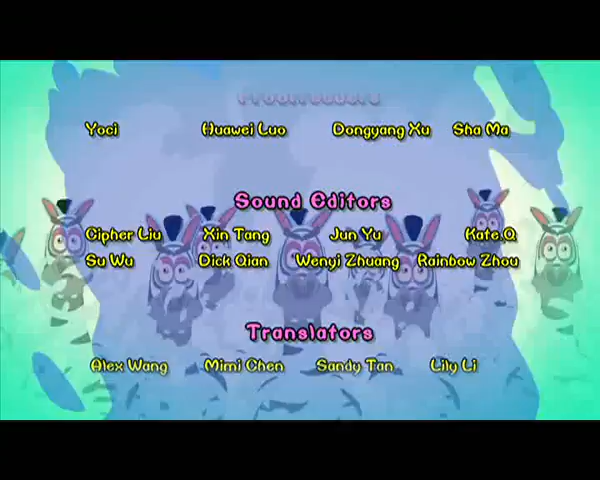 Proofreaders
Yoci Huawei Luo Dongyang Xu Sha Ma
Sound Editors
Cipher Liu Xin Tang Jun Yu Kate.Q
Su Wu Dick Qian Wenyi Zhuang Rainbow Zhou
Translators
Alex Wang Mimi Chen Sandy Tan Lily Li